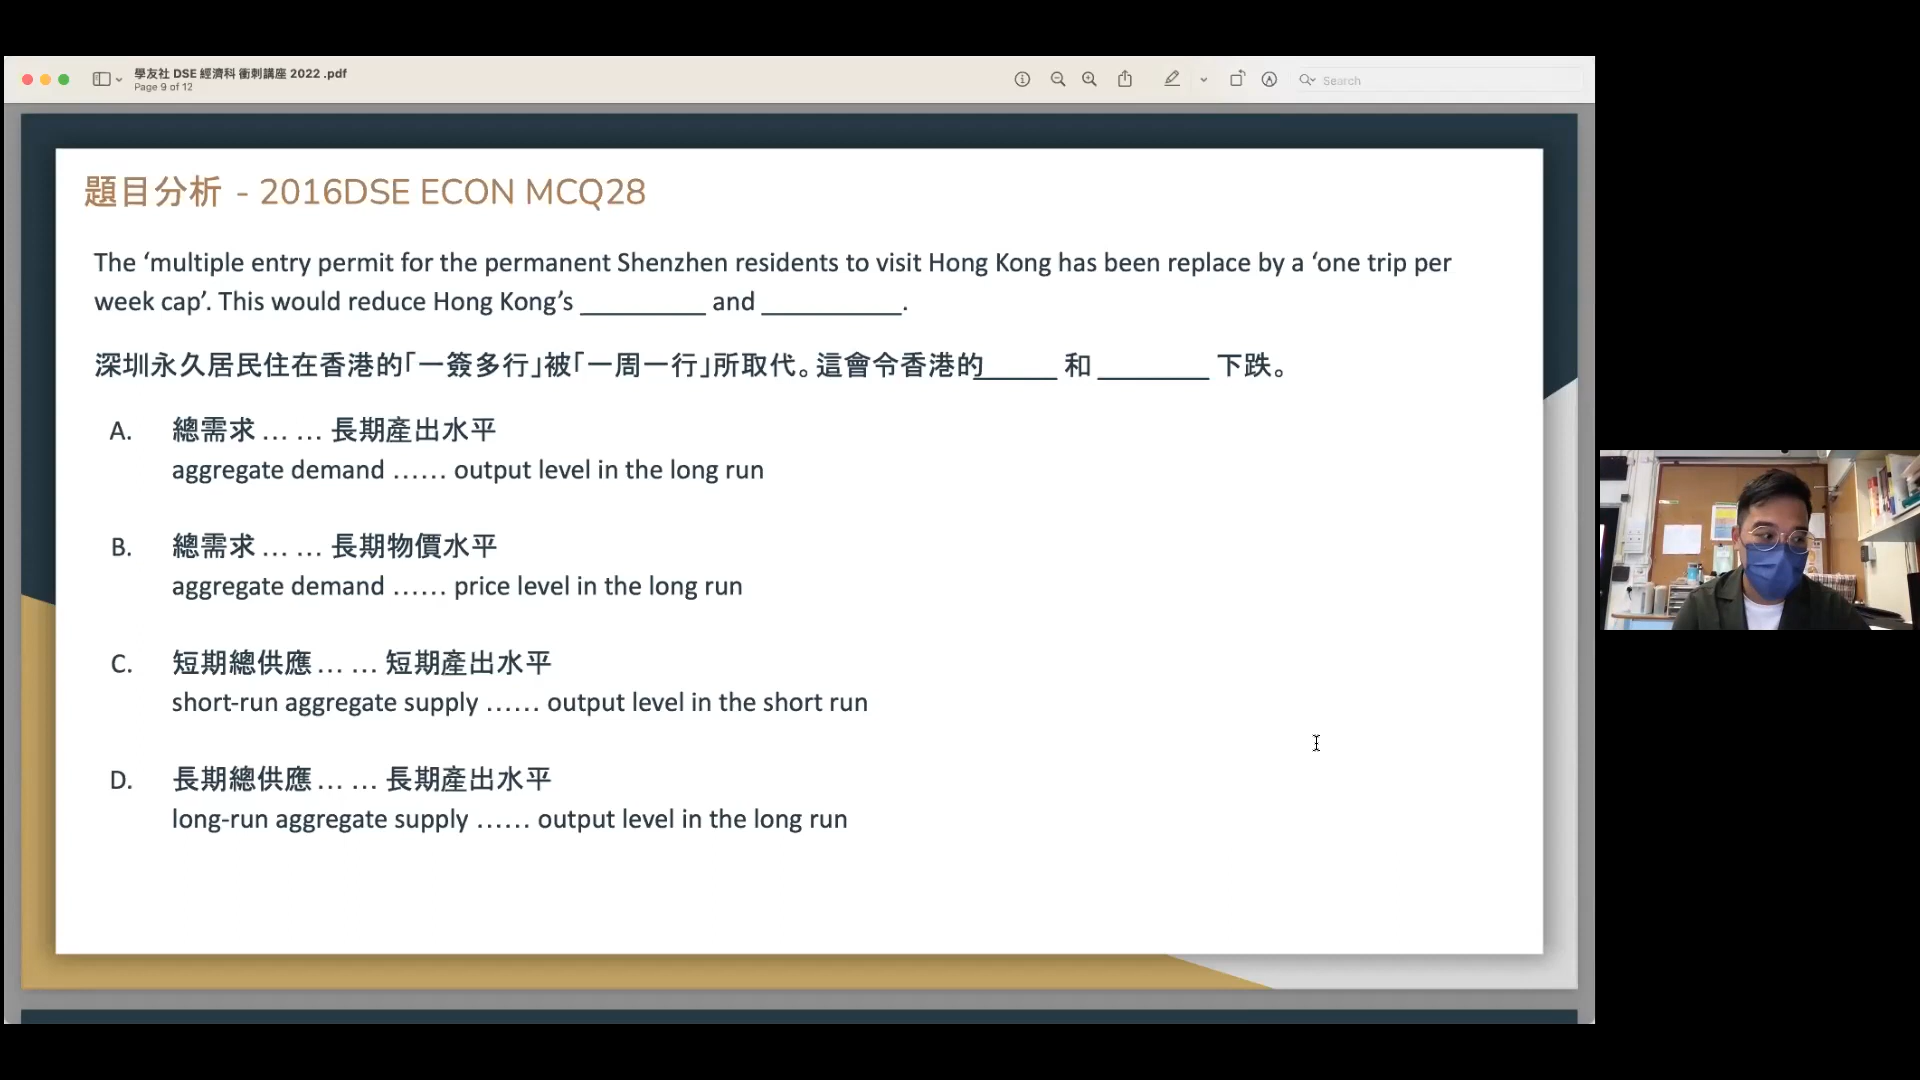 學友社 DSE 經濟科 衝刺講座 2022 .pdf
Page 9 of 12
Search
題目分析 - 2016DSE ECON MCQ28
The ‘multiple entry permit for the permanent Shenzhen residents to visit Hong Kong has been replace by a ‘one trip per
week cap’. This would reduce Hong Kong’s _________ and __________.
深圳永久居民住在香港的「一簽多行」被「一周一行」所取代。這會令香港的______ 和 ________ 下跌。
A. 總需求 … … 長期產出水平
aggregate demand …… output level in the long run
B. 總需求 … … 長期物價水平
aggregate demand …… price level in the long run
C. 短期總供應 … … 短期產出水平
short-run aggregate supply …… output level in the short run
D. 長期總供應 … … 長期產出水平
long-run aggregate supply …… output level in the long run